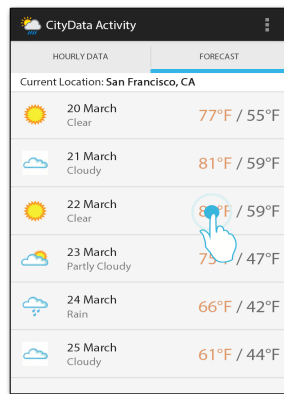 CityData Activity
HOURLY DATA
FORECAST
Current Location: San Francisco, CA
20 March
Clear
77°F / 55°F
21 March
Cloudy
81°F / 59°F
22 March
Clear
/ 59°F
23 March
Partly Cloudy
/ 47°F
24 March
Rain
66°F / 42°F
25 March
Cloudy
61°F / 44°F